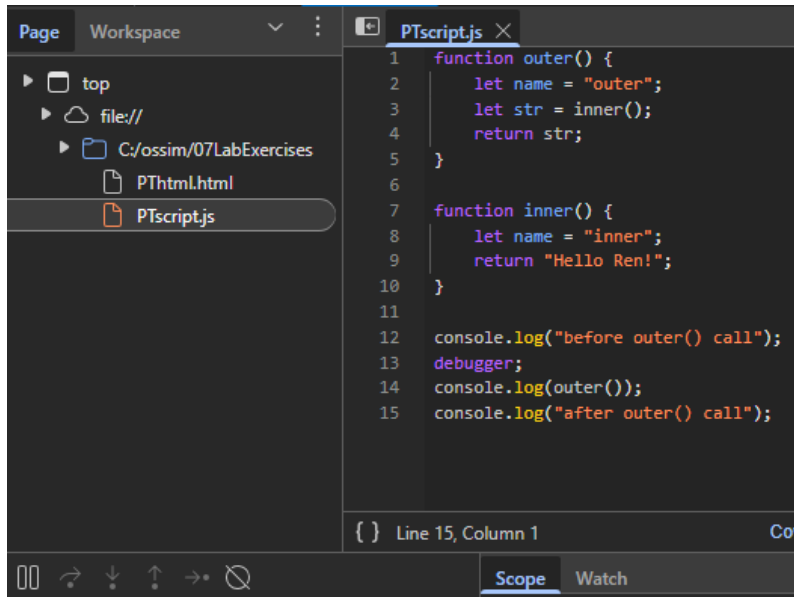 Page Workspace
PTscript.js
top
file://
C:/ossim/07LabExercises
PThtml.html
PTscript.js
1 function outer() {
2 let name = "outer";
3 let str = inner();
4 return str;
5 }
6
7 function inner() {
8 let name = "inner";
9 return "Hello Ren!";
10 }
11
12 console.log("before outer() call");
13 debugger;
14 console.log(outer());
15 console.log("after outer() call");
{ } Line 15, Column 1
Scope Watch